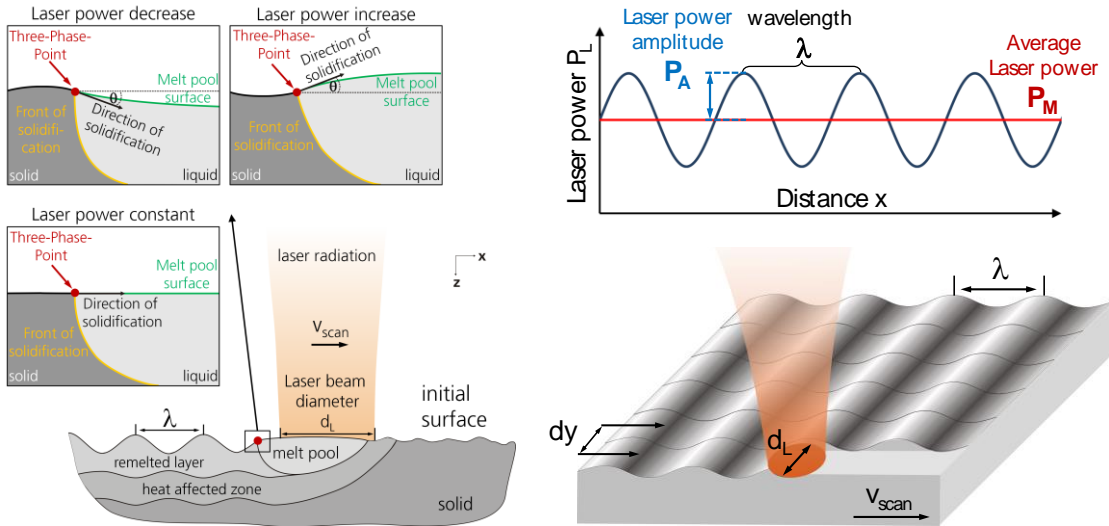 Laser power decrease
Three-Phase-
Point
θ
Melt pool
surface
Direction of
solidification
Front of
solidifi-
cation
solid
liquid
Laser power increase
Three-Phase-
Point
Direction of
solidification
θ
Melt pool
surface
Front of
solidification
solid
liquid
Laser power constant
Three-Phase-
Point
Melt pool
surface
Direction of
solidification
Front of
solidification
solid
liquid
laser radiation
x
z
Vscan
Laser beam
diameter
dL
initial
surface
λ
remelted layer
melt pool
heat affected zone
solid
Laser power PL
Laser power
amplitude
PA
wavelength
λ
Average
Laser power
PM
Distance x
λ
dy
dL
vscan